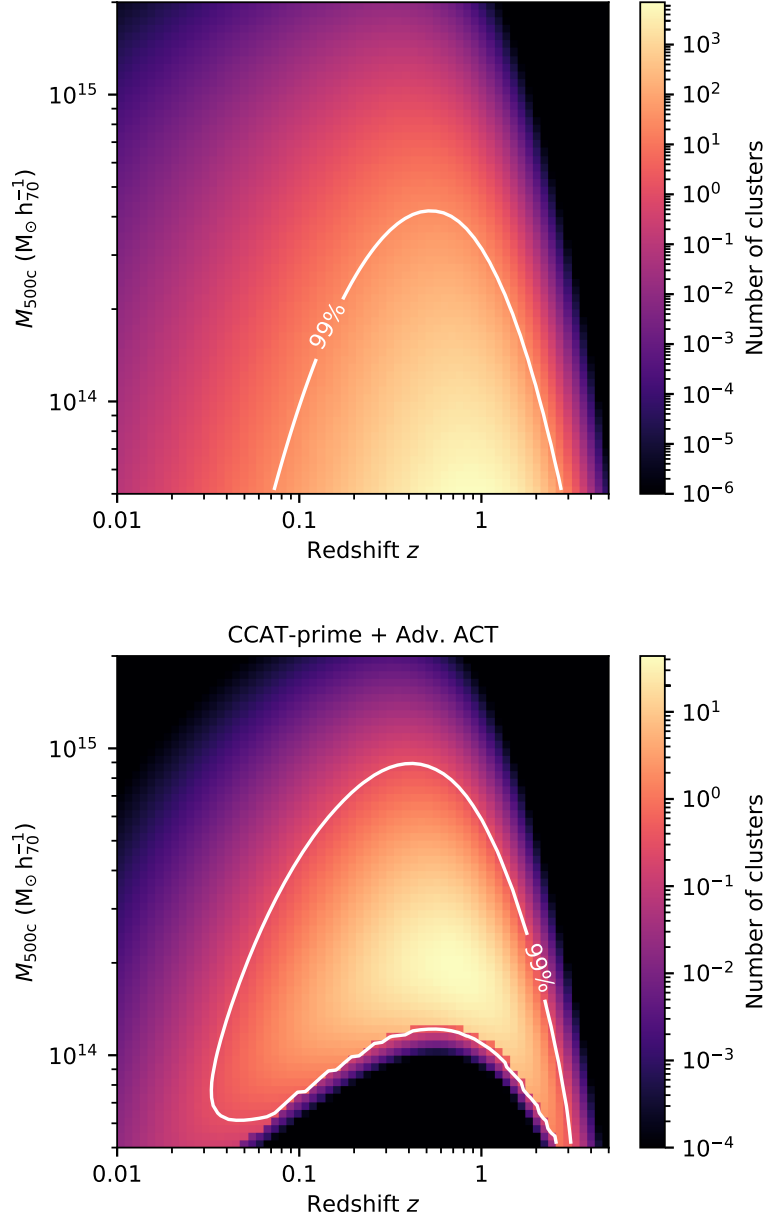 10^15
10^14
M_500c (M_⊙ h_70^−1)
99%
0.01 0.1 1
Redshift z
10^3
10^2
10^1
10^0
10^−1
10^−2
10^−3
10^−4
10^−5
10^−6
Number of clusters
CCAT-prime + Adv. ACT
10^15
10^14
M_500c (M_⊙ h_70^−1)
99%
0.01 0.1 1
Redshift z
10^1
10^0
10^−1
10^−2
10^−3
10^−4
Number of clusters